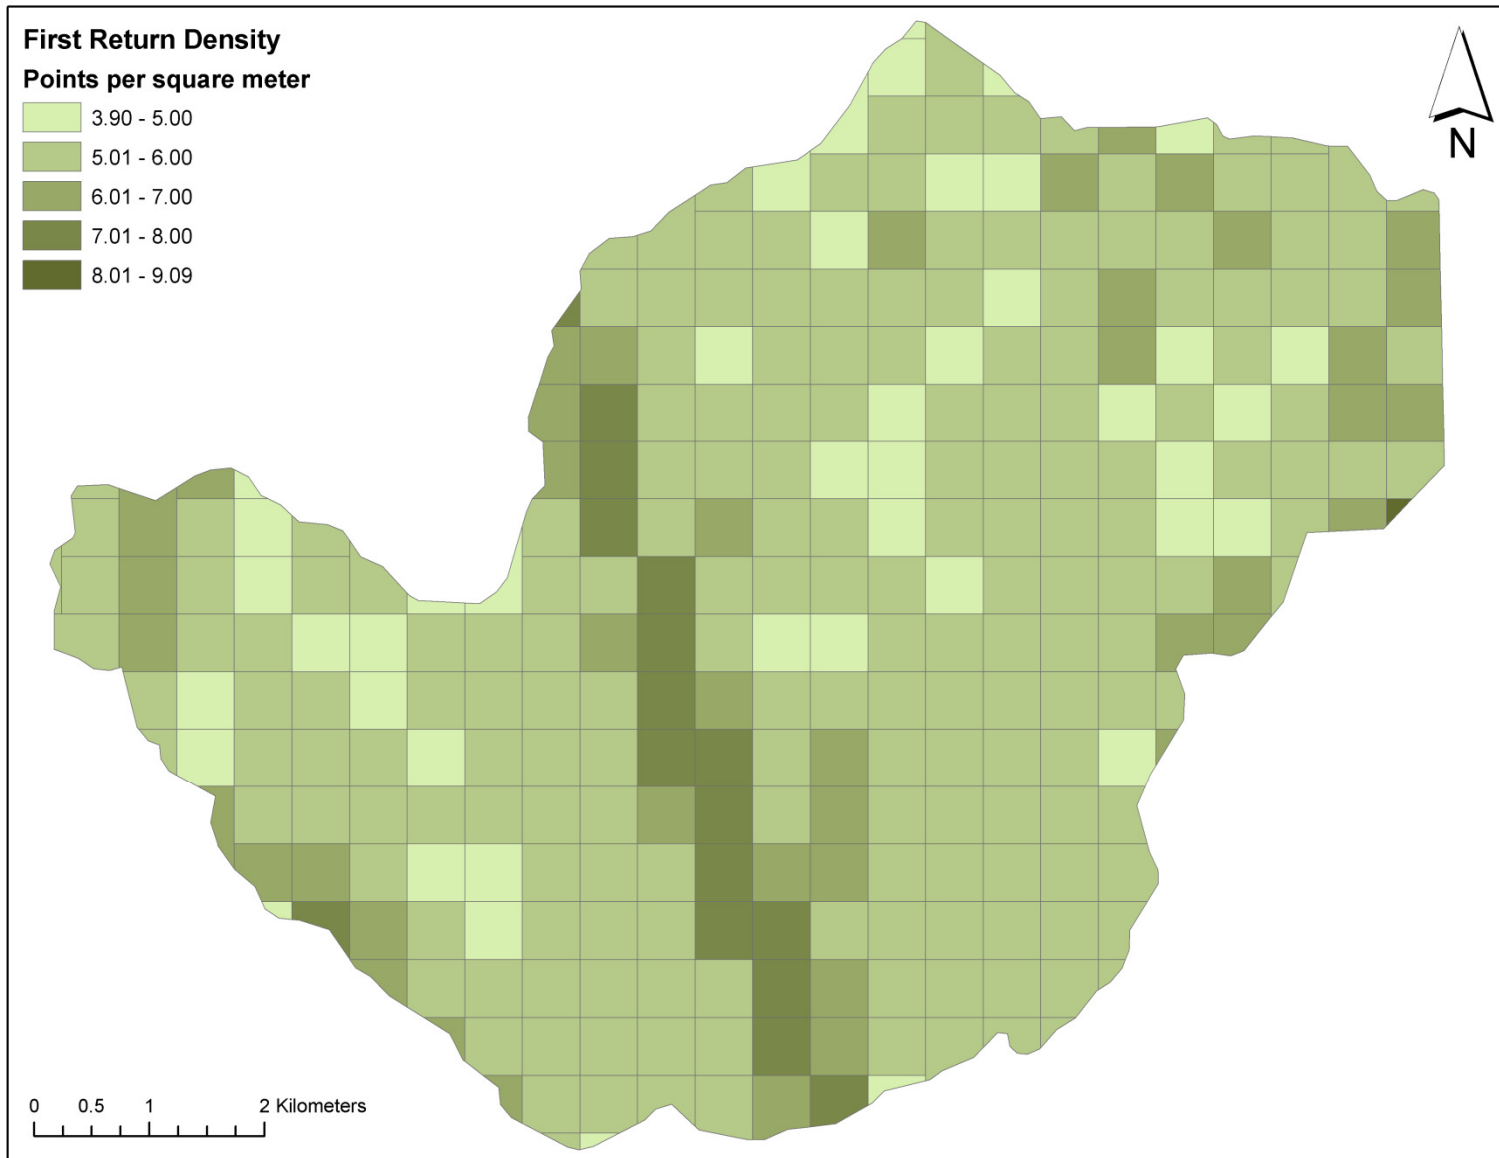 First Return Density
Points per square meter
3.90 - 5.00
5.01 - 6.00
6.01 - 7.00
7.01 - 8.00
8.01 - 9.09
N
0 0.5 1 2 Kilometers